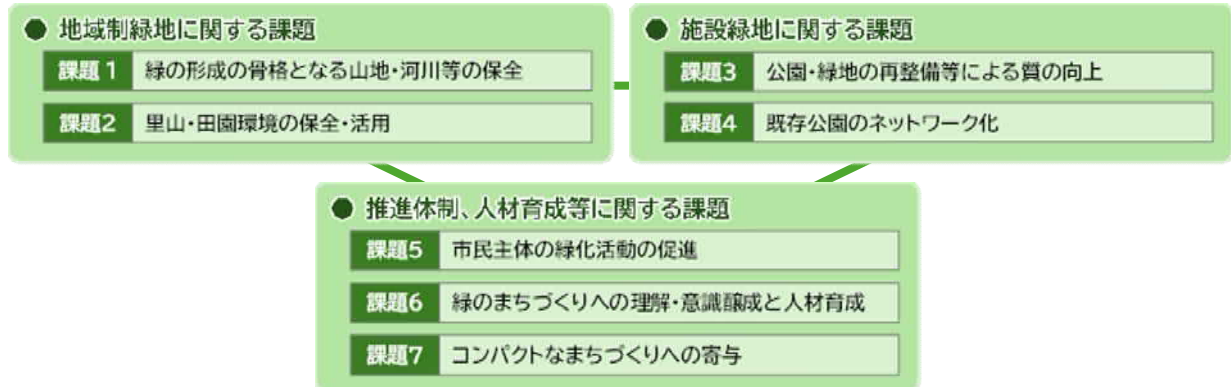 ● 地域制緑地に関する課題
課題1 緑の形成の骨格となる山地・河川等の保全
課題2 里山・田園環境の保全・活用
● 施設緑地に関する課題
課題3 公園・緑地の再整備等による質の向上
課題4 既存公園のネットワーク化
● 推進体制、人材育成等に関する課題
課題5 市民主体の緑化活動の促進
課題6 緑のまちづくりへの理解・意識醸成と人材育成
課題7 コンパクトなまちづくりへの寄与